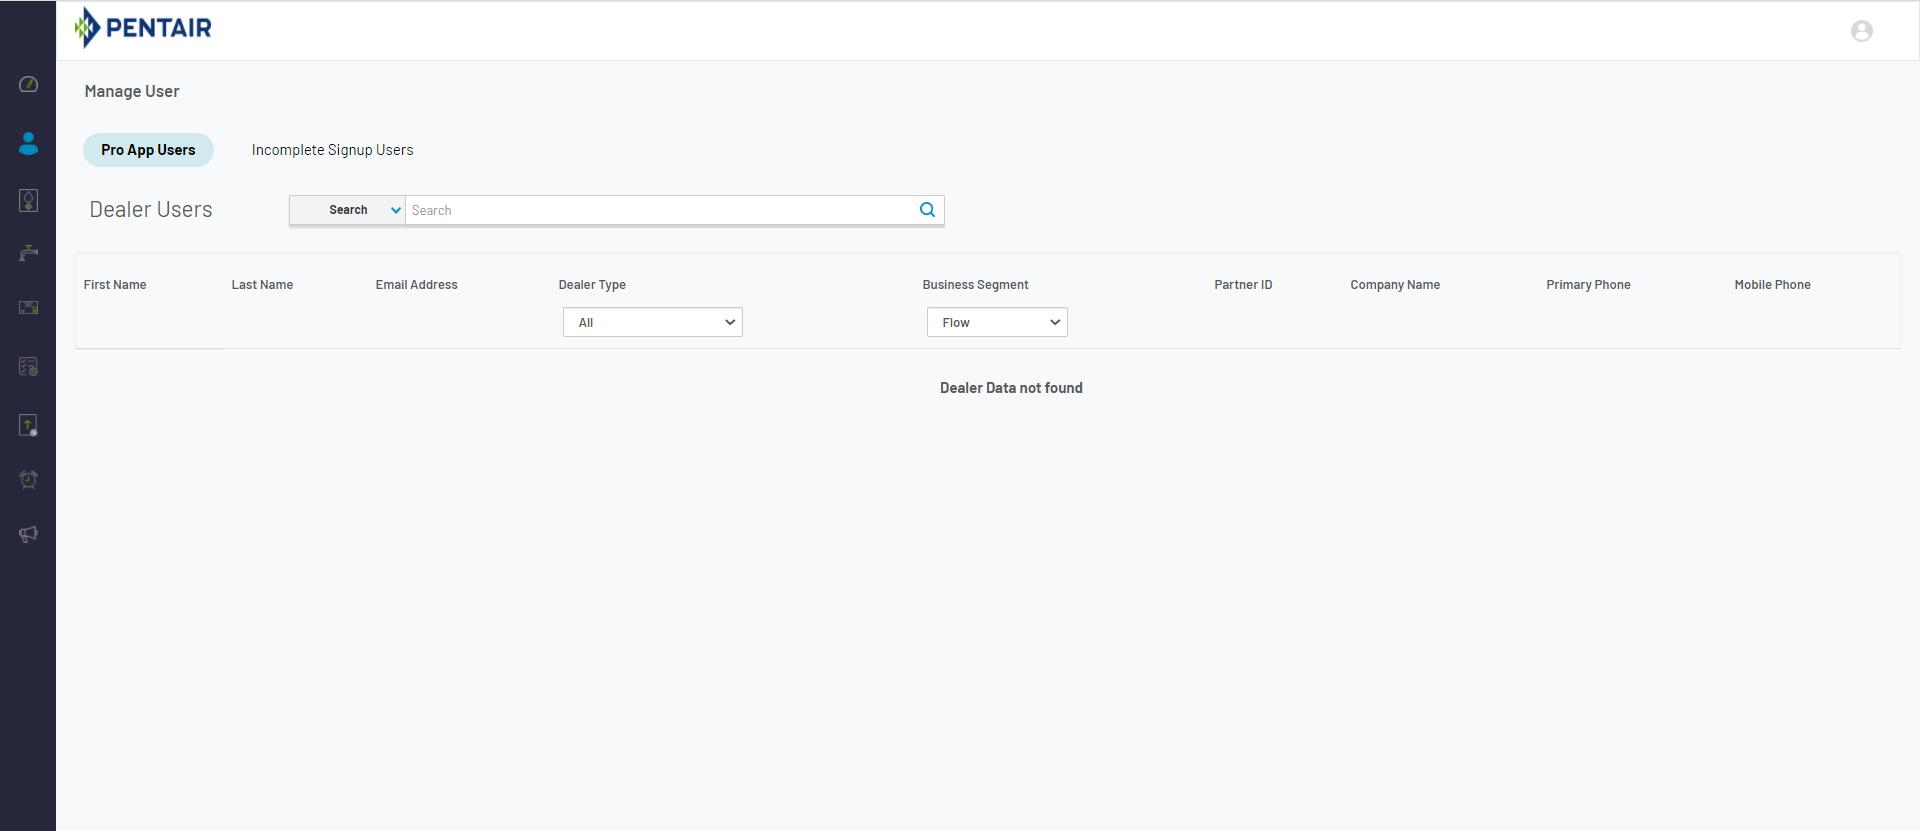 PENTAIR
Manage User
Pro App Users
Incomplete Signup Users
Dealer Users
Search
Search
First Name
Last Name
Email Address
Dealer Type
Business Segment
Partner ID
Company Name
Primary Phone
Mobile Phone
All
Flow
Dealer Data not found